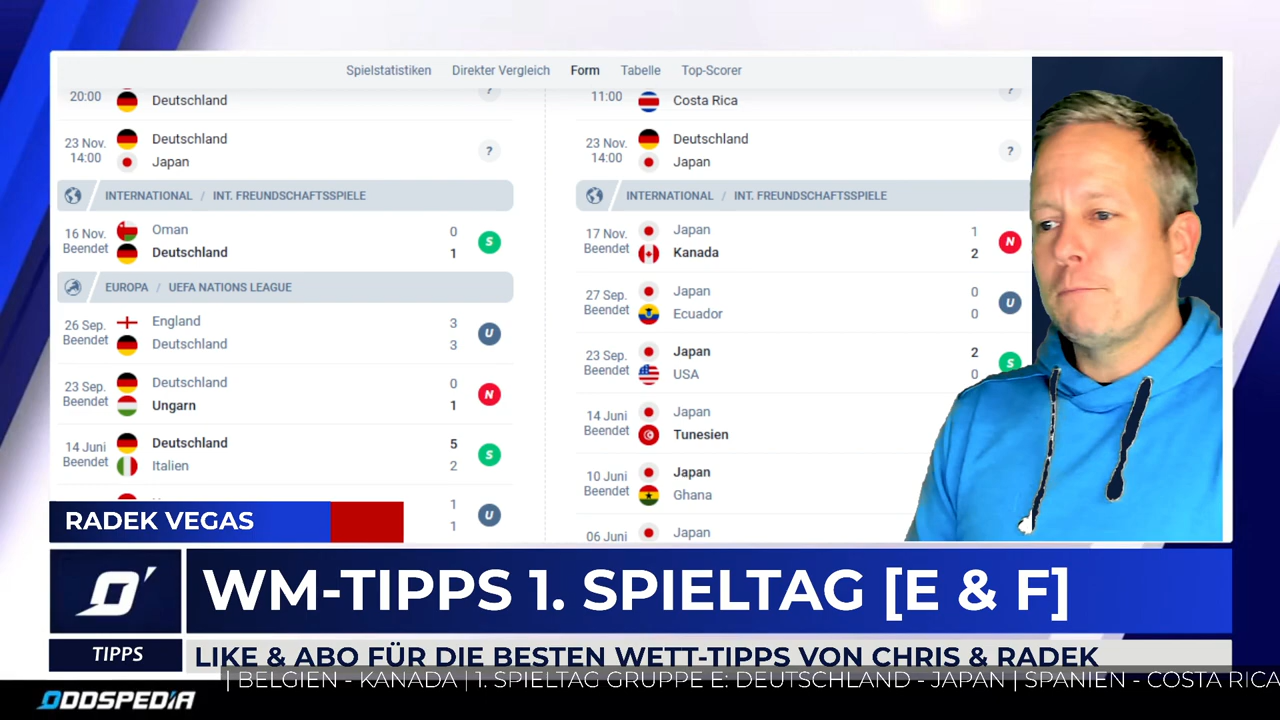 Spielstatistiken Direkter Vergleich Form Tabelle Top-Scorer
20:00 Deutschland ?
23 Nov. Deutschland ?
14:00 Japan
INTERNATIONAL / INT. FREUNDSCHAFTSSPIELE
16 Nov. Oman 0 S
Beendet Deutschland 1
EUROPA / UEFA NATIONS LEAGUE
26 Sep. England 3 U
Beendet Deutschland 3
23 Sep. Deutschland 0 N
Beendet Ungarn 1
14 Juni Deutschland 5 S
Beendet Italien 2
1 U
1
11:00 Costa Rica ?
23 Nov. Deutschland ?
14:00 Japan
INTERNATIONAL / INT. FREUNDSCHAFTSSPIELE
17 Nov. Japan 1 N
Beendet Kanada 2
27 Sep. Japan 0 U
Beendet Ecuador 0
23 Sep. Japan 2 S
Beendet USA 0
14 Juni Japan
Beendet Tunesien
10 Juni Japan
Beendet Ghana
06 Juni Japan
RADEK VEGAS
O' WM-TIPPS 1. SPIELTAG [E & F]
TIPPS LIKE & ABO FÜR DIE BESTEN WETT-TIPPS VON CHRIS & RADEK
| BELGIEN - KANADA | 1. SPIELTAG GRUPPE E: DEUTSCHLAND - JAPAN | SPANIEN - COSTA RICA
ODDSPEDIA